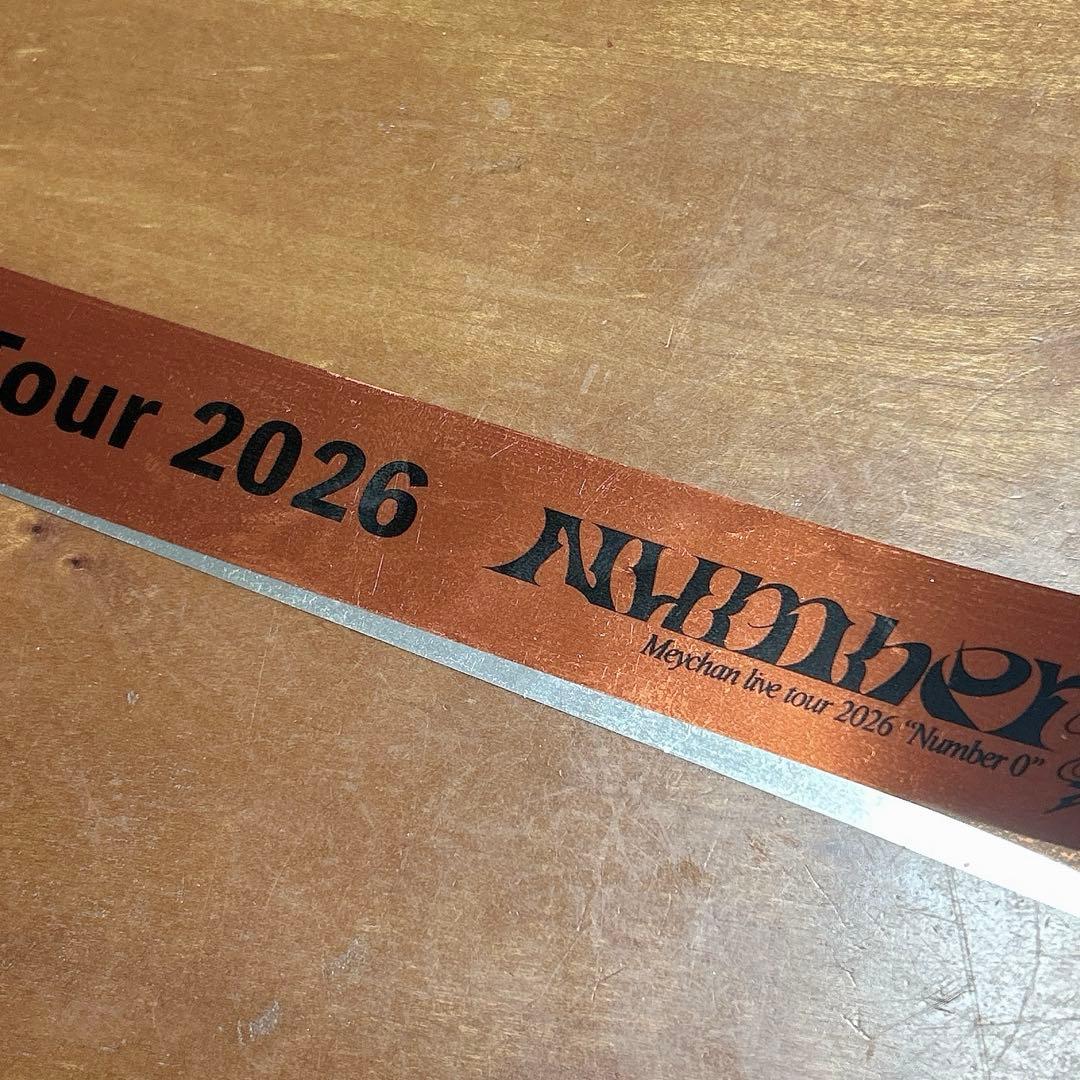 Tour 2026
Number
Meychan live tour 2026 “Number 0”